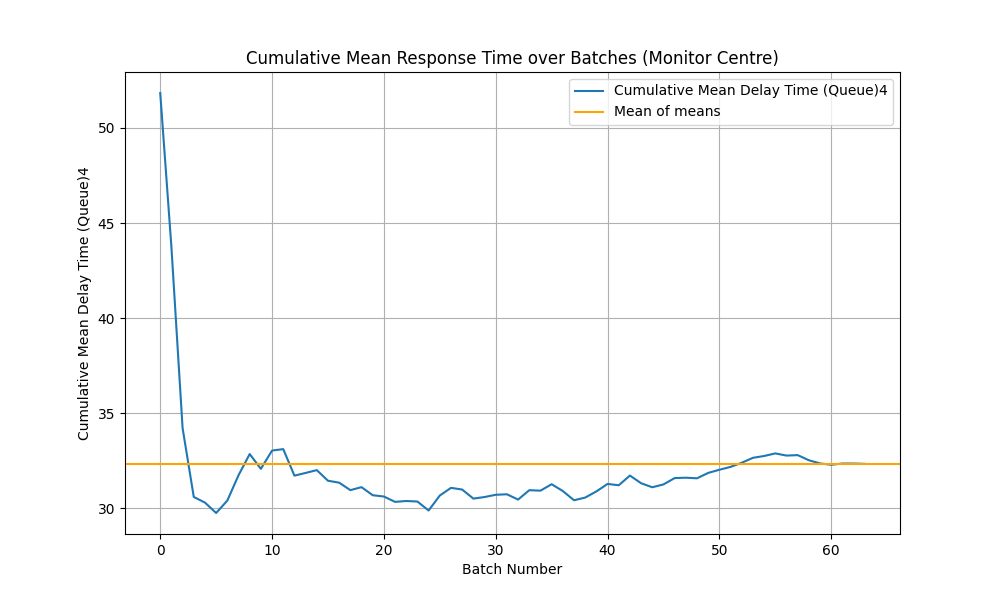 Cumulative Mean Response Time over Batches (Monitor Centre)
Cumulative Mean Delay Time (Queue)4
Mean of means
Cumulative Mean Delay Time (Queue)4
50
45
40
35
30
0 10 20 30 40 50 60
Batch Number